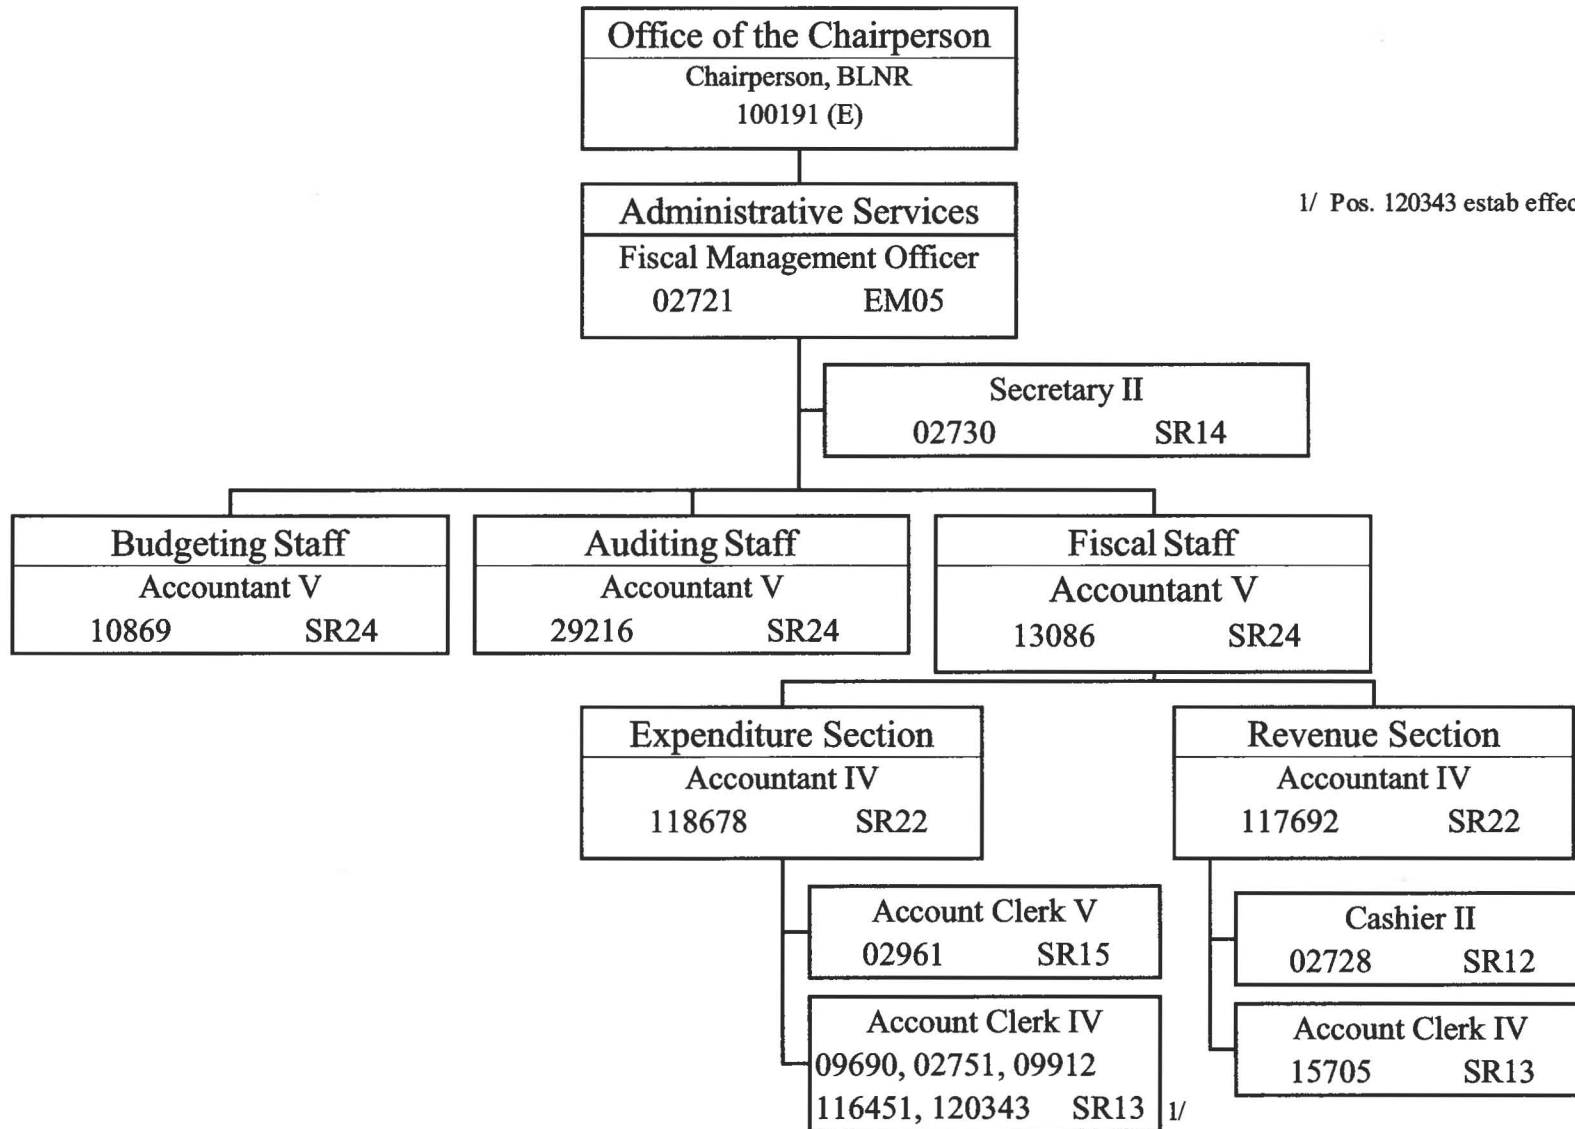 Office of the Chairperson
Chairperson, BLNR
100191 (E)
1/ Pos. 120343 estab effec
Administrative Services
Fiscal Management Officer
02721 EM05
Secretary II
02730 SR14
Budgeting Staff
Accountant V
10869 SR24
Auditing Staff
Accountant V
29216 SR24
Fiscal Staff
Accountant V
13086 SR24
Expenditure Section
Accountant IV
118678 SR22
Revenue Section
Accountant IV
117692 SR22
Account Clerk V
02961 SR15
Cashier II
02728 SR12
Account Clerk IV
09690, 02751, 09912
116451, 120343 SR13 1/
Account Clerk IV
15705 SR13